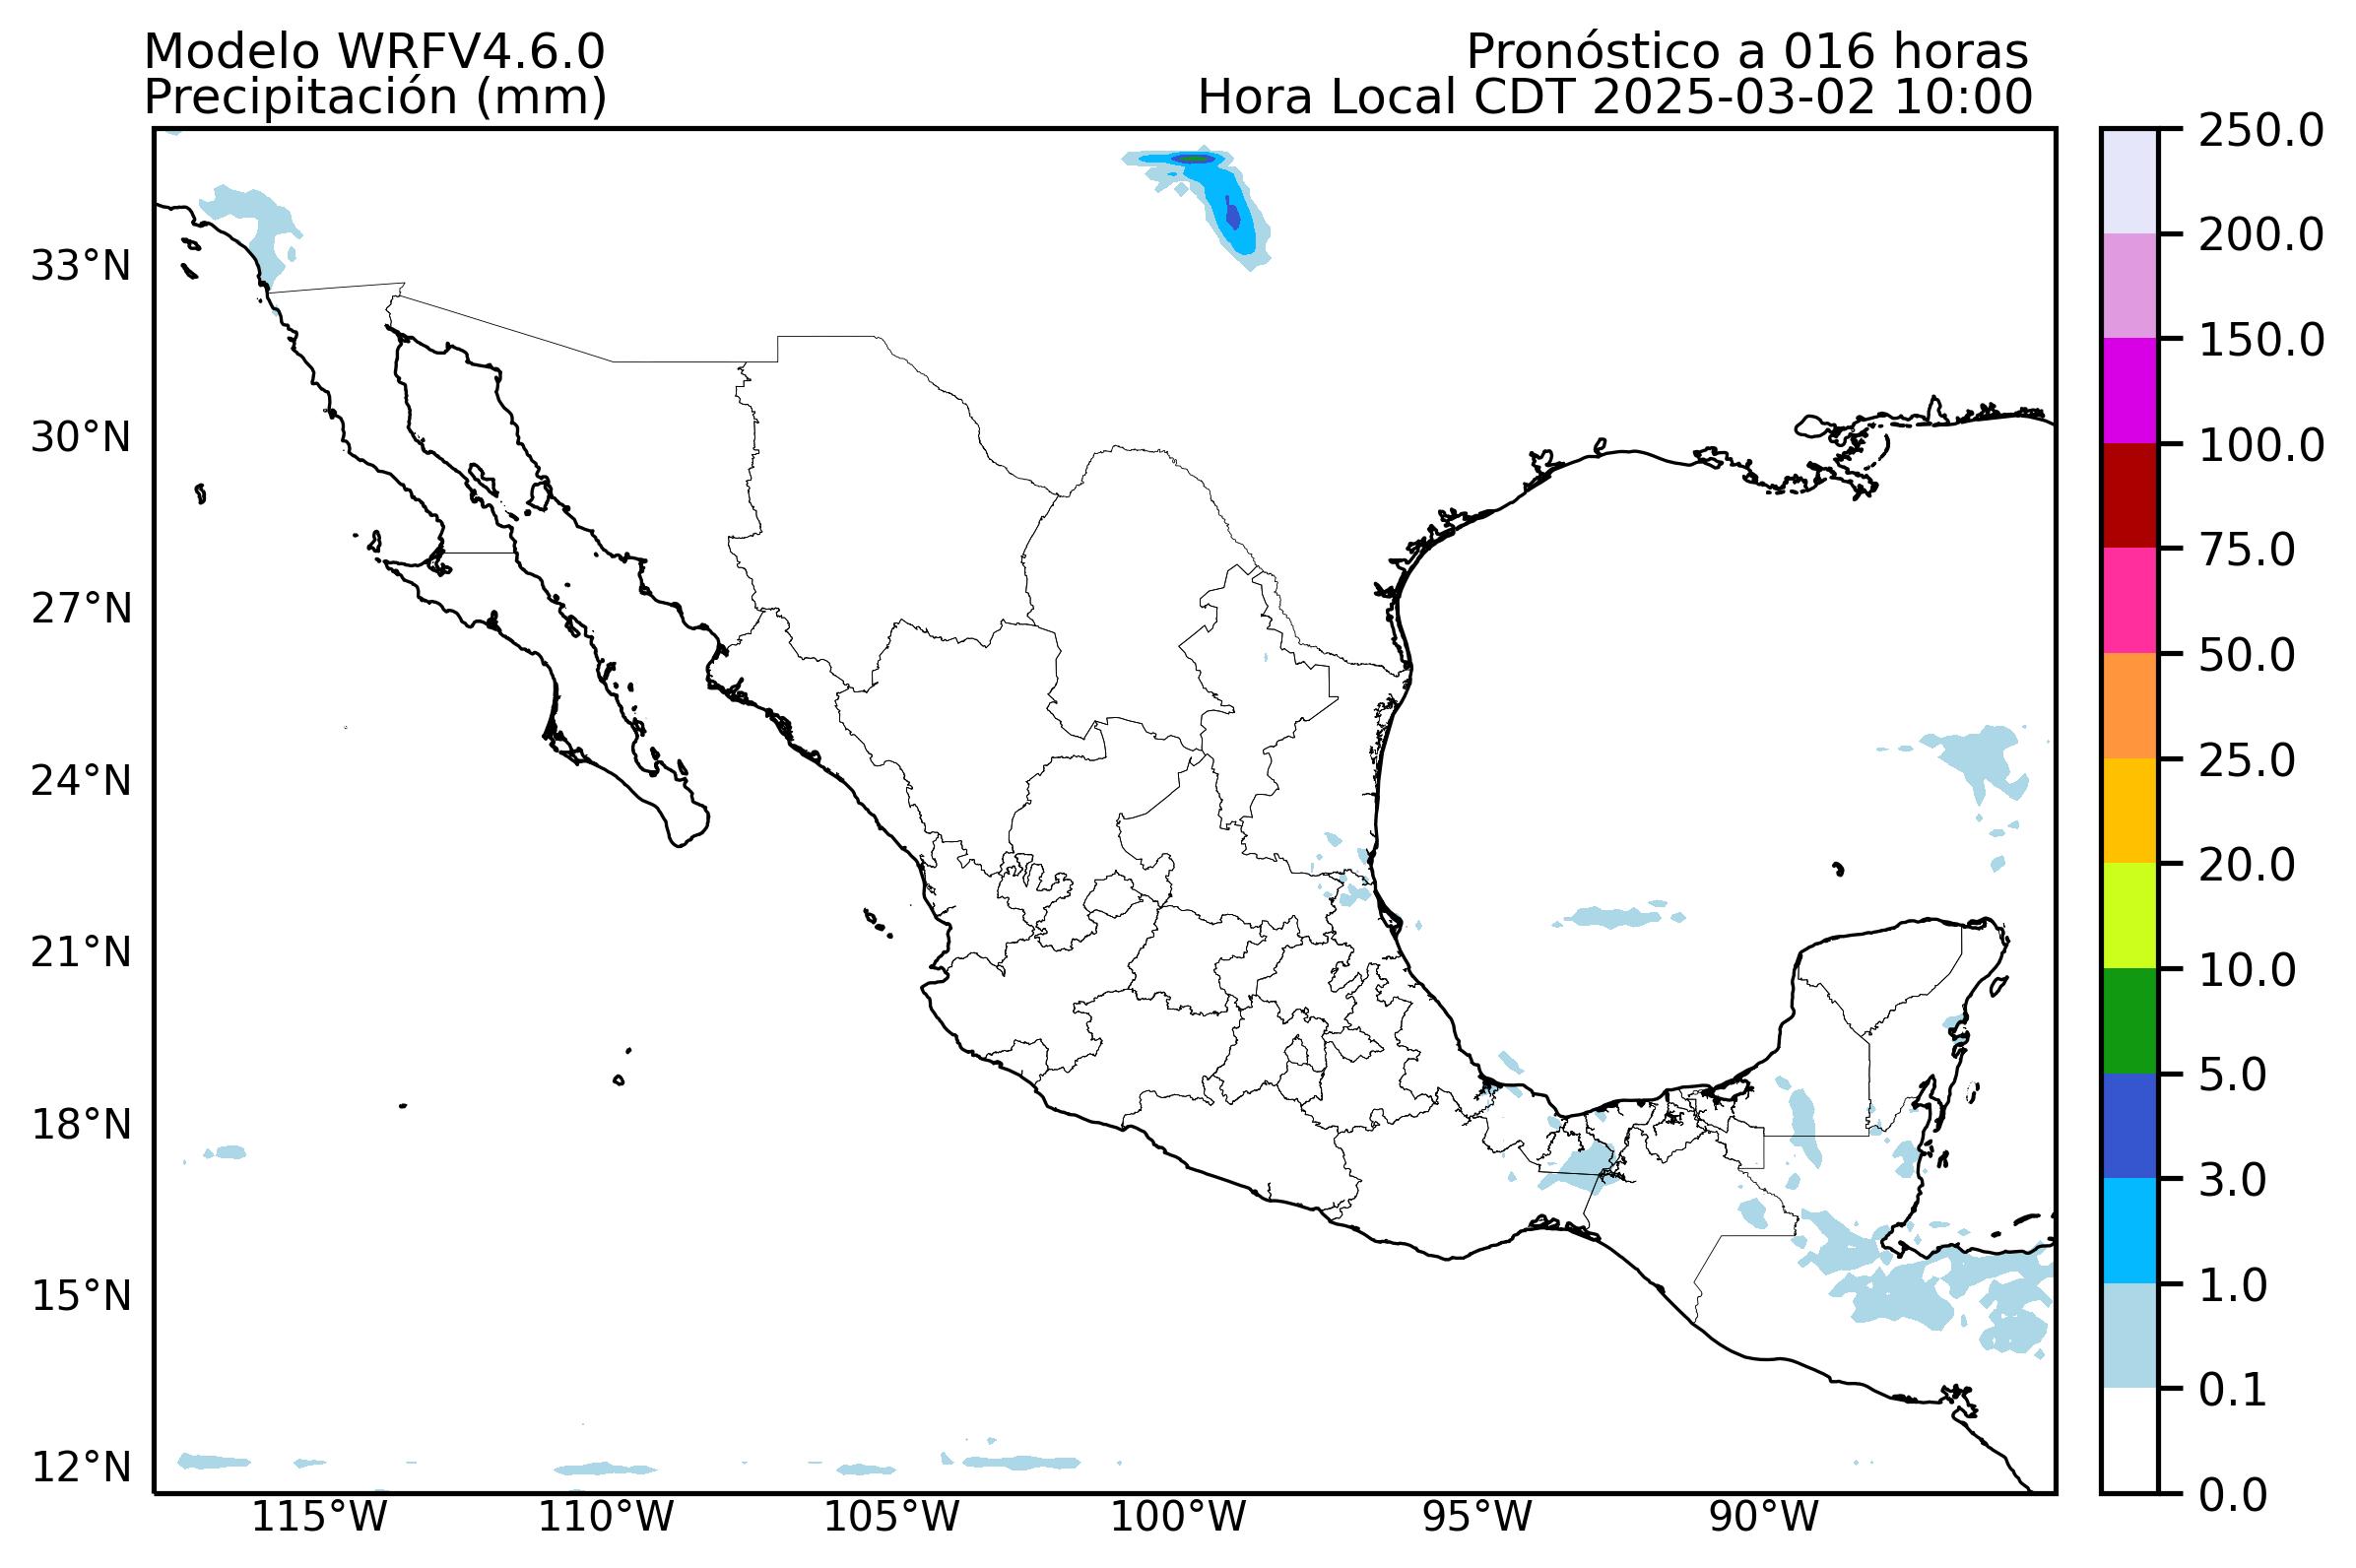 Modelo WRFV4.6.0
Precipitación (mm)
Pronóstico a 016 horas
Hora Local CDT 2025-03-02 10:00
33°N
30°N
27°N
24°N
21°N
18°N
15°N
12°N
115°W
110°W
105°W
100°W
95°W
90°W
250.0
200.0
150.0
100.0
75.0
50.0
25.0
20.0
10.0
5.0
3.0
1.0
0.1
0.0